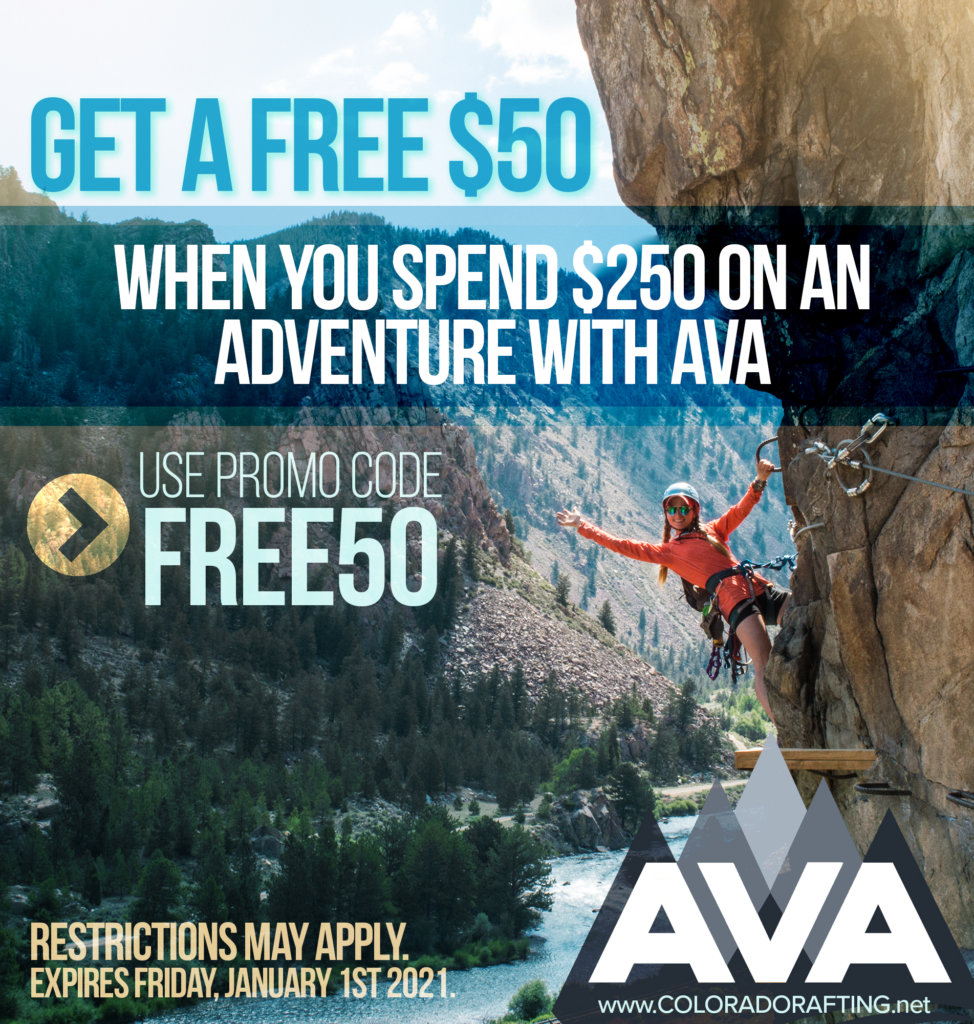 GET A FREE $50
WHEN YOU SPEND $250 ON AN
ADVENTURE WITH AVA
USE PROMO CODE
FREE50
RESTRICTIONS MAY APPLY.
EXPIRES FRIDAY, JANUARY 1ST 2021.
AVA
www.COLORADORAFTING.net